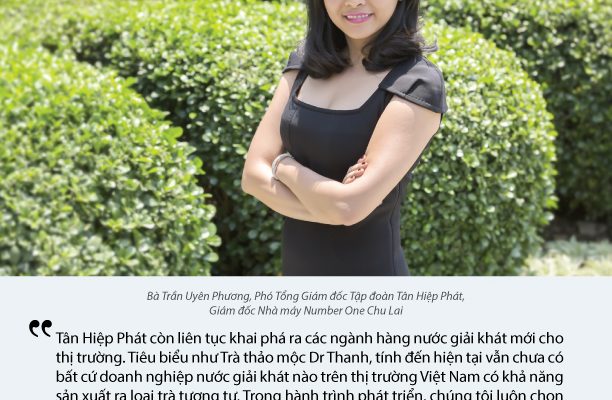 Bà Trần Uyên Phương, Phó Tổng Giám đốc Tập đoàn Tân Hiệp Phát,
Giám đốc Nhà máy Number One Chu Lai
“ Tân Hiệp Phát còn liên tục khai phá ra các ngành hàng nước giải khát mới cho
thị trường. Tiêu biểu như Trà thảo mộc Dr Thanh, tính đến hiện tại vẫn chưa có
bất cứ doanh nghiệp nước giải khát nào trên thị trường Việt Nam có khả năng
sản xuất ra loại trà tương tự. Trong hành trình phát triển, chúng tôi luôn chọn